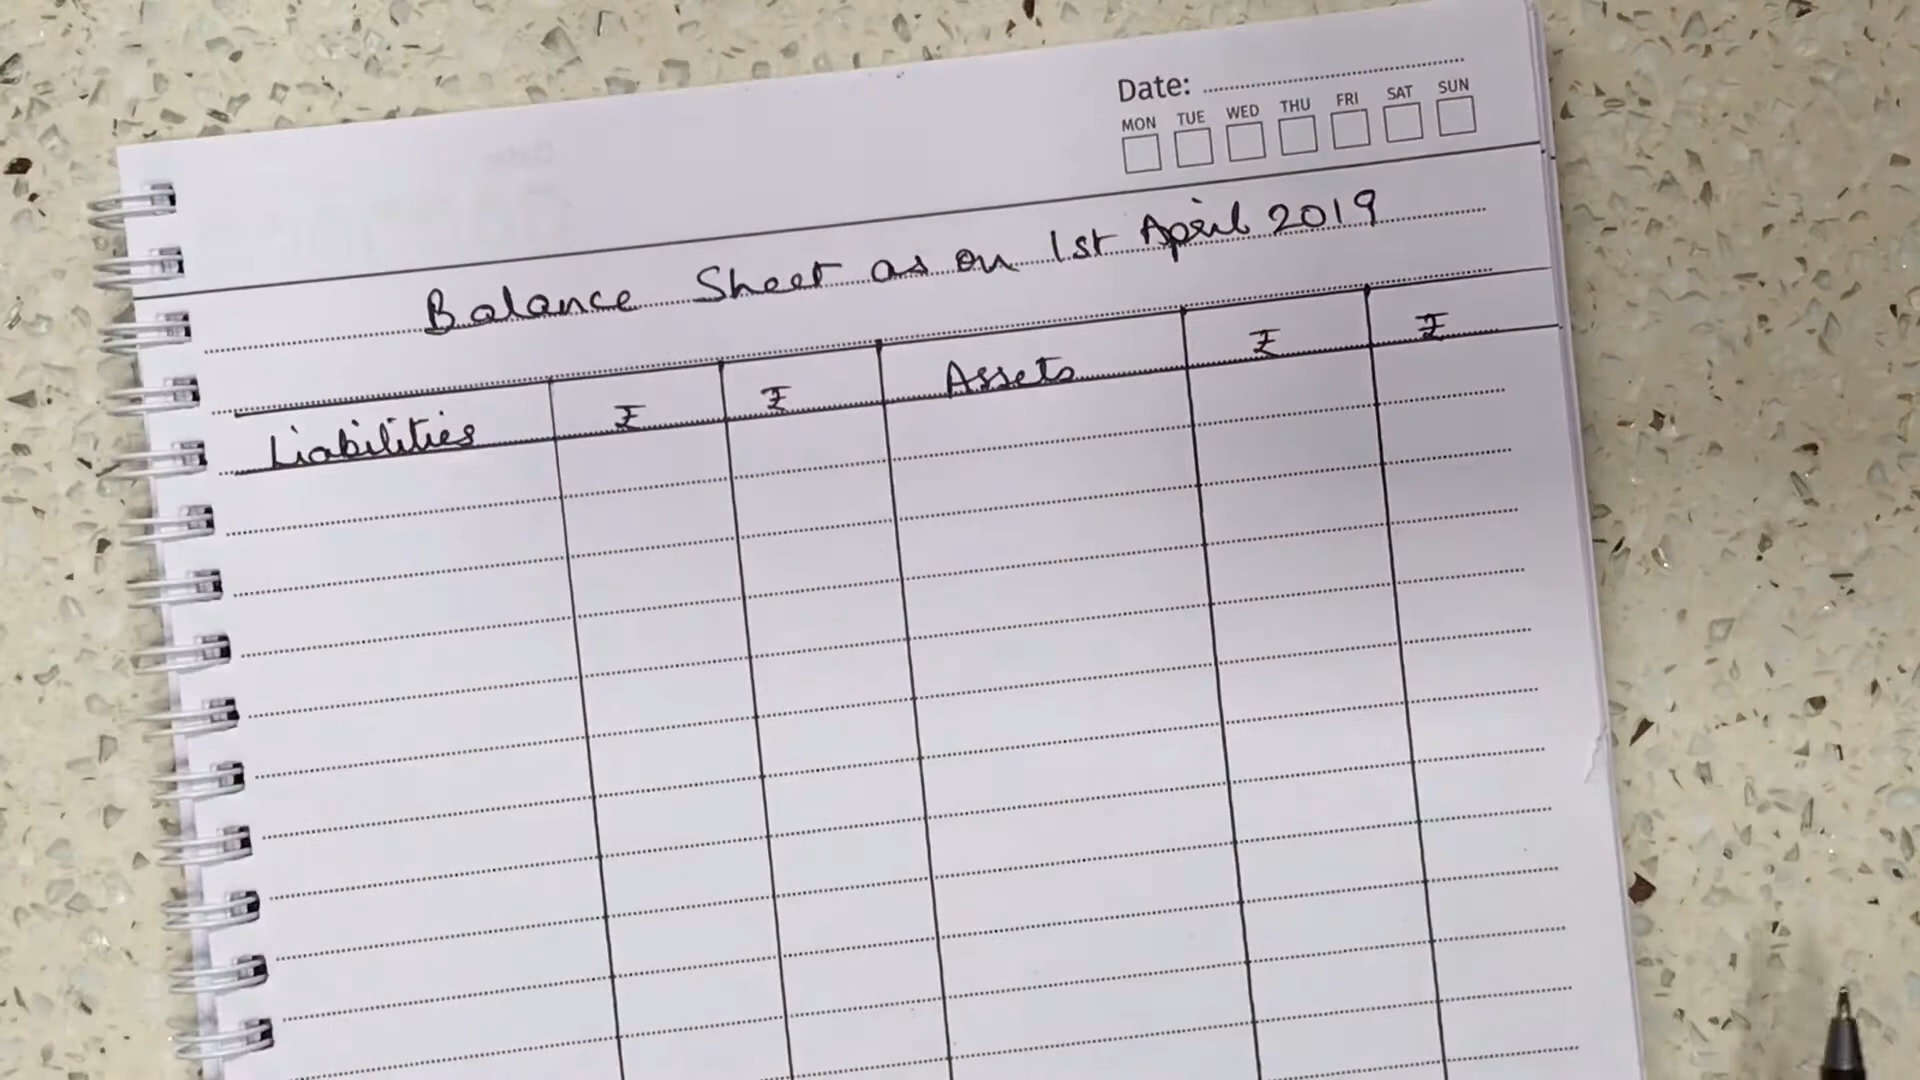 Date:
MON TUE WED THU FRI SAT SUN
Balance Sheet as on 1st April 2019
Liabilities ₹ ₹ Assets ₹ ₹